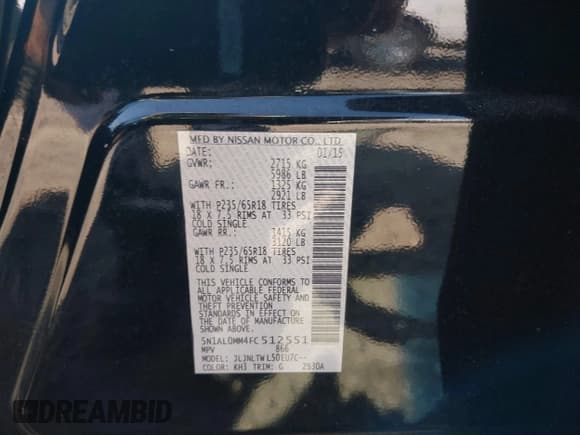 MFD BY NISSAN MOTOR CO., LTD
DATE: 01/15
GVWR: 2715 KG
5986 LB
GAWR FR.: 1325 KG
2921 LB
WITH P235/65R18 TIRES
18 X 7.5 RIMS AT 33 PSI
COLD SINGLE
GAWR RR.: 1415 KG
3120 LB
WITH P235/65R18 TIRES
18 X 7.5 RIMS AT 33 PSI
COLD SINGLE
THIS VEHICLE CONFORMS TO
ALL APPLICABLE FEDERAL
MOTOR VEHICLE SAFETY AND
THEFT PREVENTION
STANDARDS IN EFFECT ON
THE DATE OF MANUFACTURE
SHOWN ABOVE.
5N1AL0MM4FC512551
MPV 866
MODEL: JLJNLTWL50EU7C--
COLOR: KH3 TRIM: G 2530A
DREAMBID